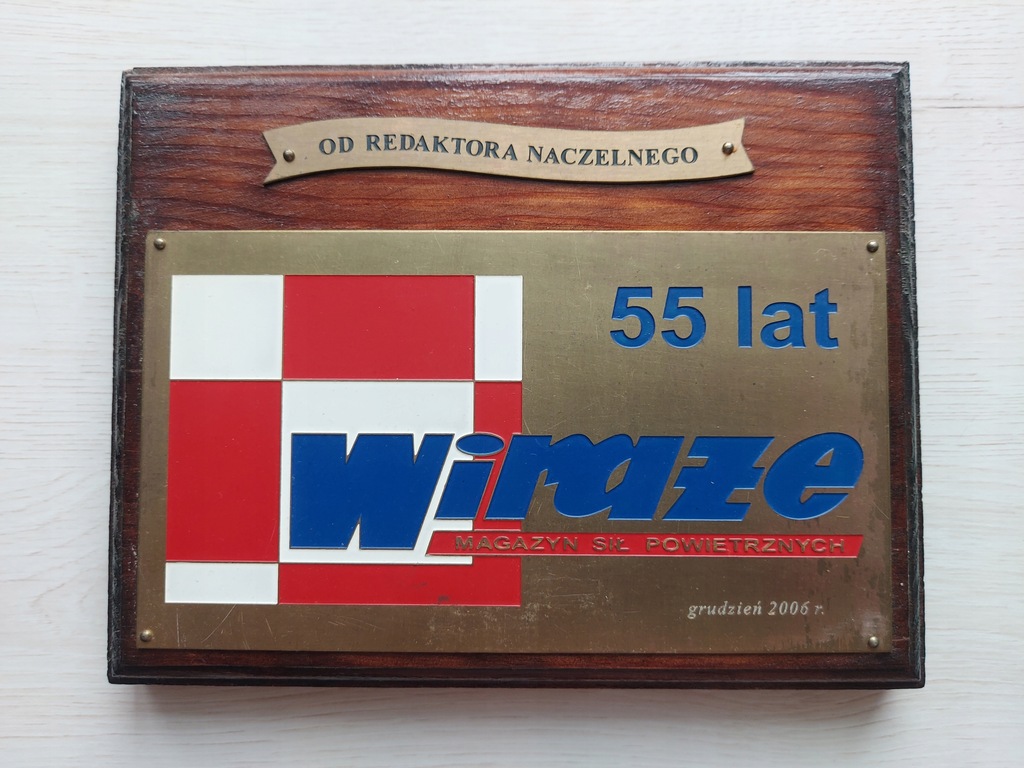 OD REDAKTORA NACZELNEGO
55 lat
Wiraże
MAGAZYN SIŁ POWIETRZNYCH
grudzień 2006 r.